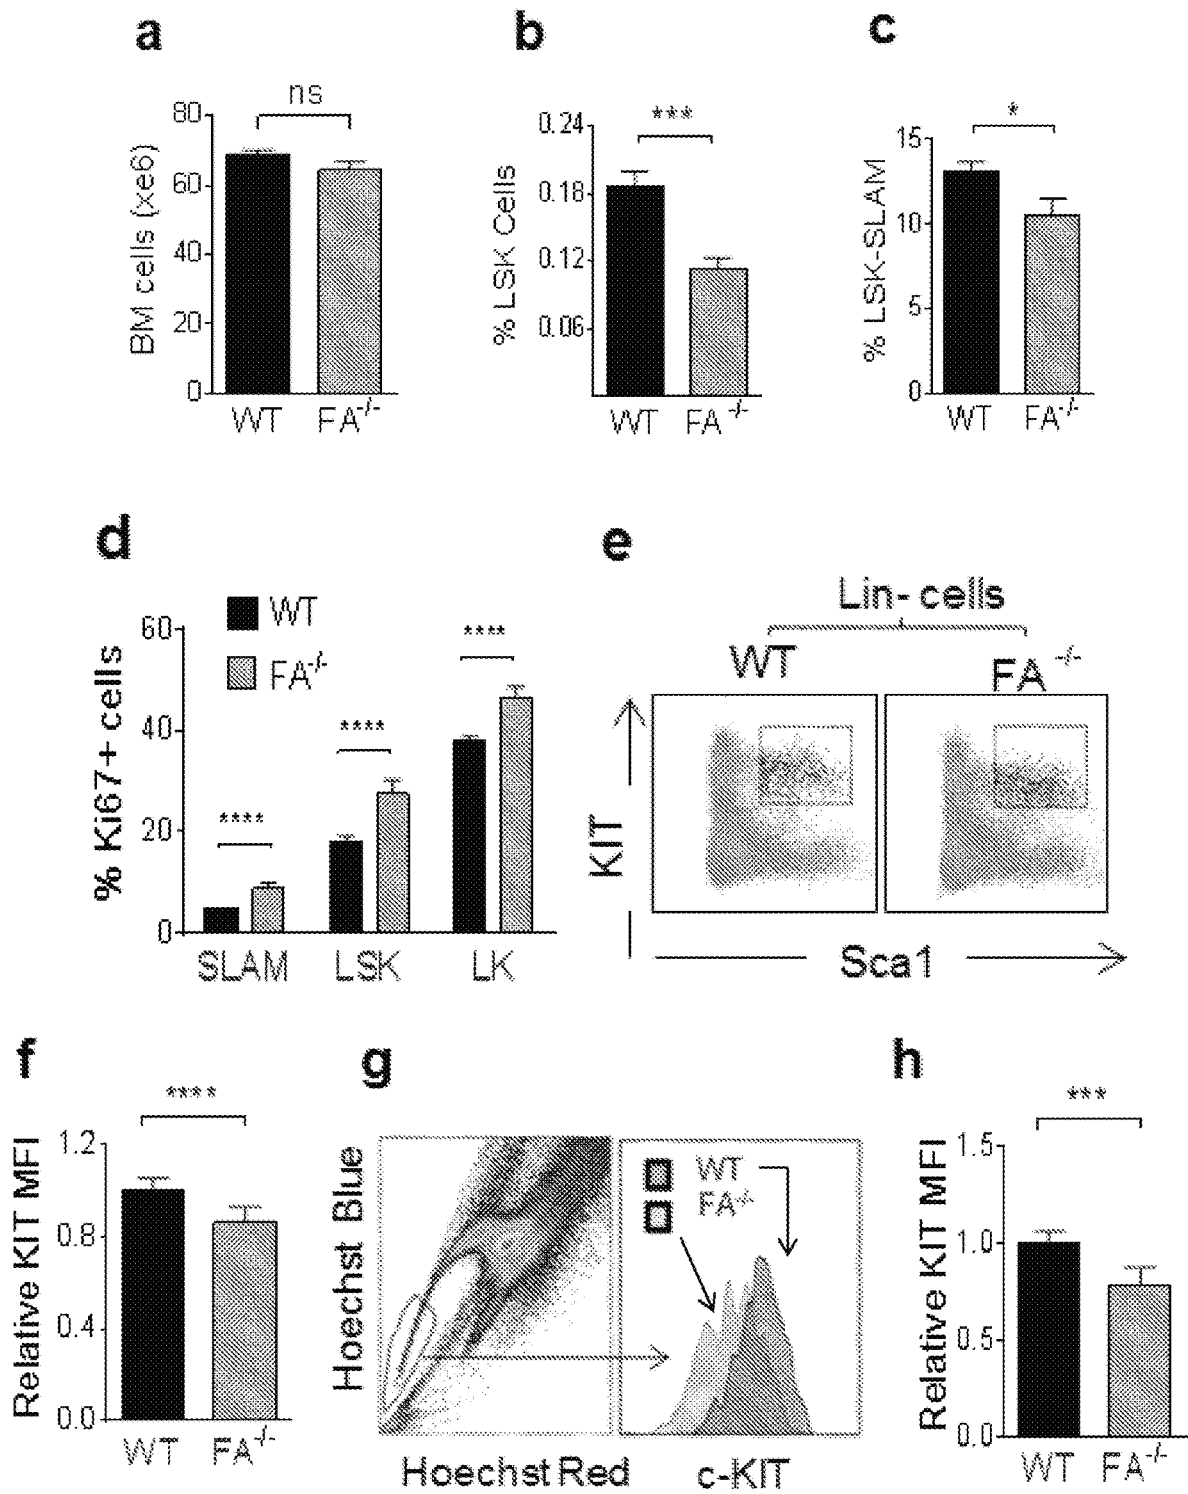 a
ns
80
60
40
20
0
BM cells (xe6)
WT FA-/-
b
***
0.24
0.18
0.12
0.06
% LSK Cells
WT FA -/-
c
*
15
10
5
0
% LSK-SLAM
WT FA-/-
d
WT
FA-/-
60
40
20
0
% Ki67+ cells
****
****
****
SLAM LSK LK
e
Lin- cells
WT FA -/-
KIT
Sca1
f
****
1.2
0.8
0.4
0.0
Relative KIT MFI
WT FA-/-
g
Hoechst Blue
Hoechst Red
WT
FA-/-
c-KIT
h
***
1.5
1.0
0.5
0.0
Relative KIT MFI
WT FA-/-